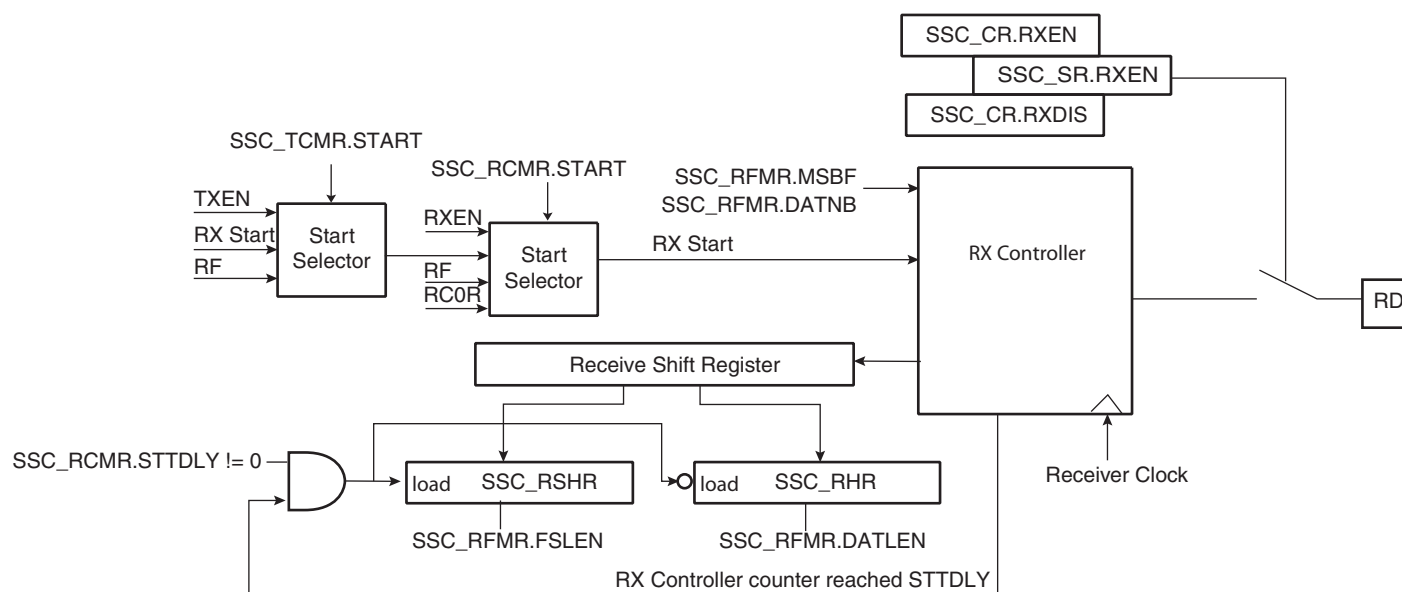 SSC_CR.RXEN
SSC_SR.RXEN
SSC_CR.RXDIS
SSC_TCMR.START
SSC_RCMR.START
SSC_RFMR.MSBF
SSC_RFMR.DATNB
TXEN
RX Start
RF
Start
Selector
RXEN
RF
RC0R
Start
Selector
RX Start
RX Controller
RD
Receive Shift Register
SSC_RCMR.STTDLY != 0
load
SSC_RSHR
load
SSC_RHR
Receiver Clock
SSC_RFMR.FSLEN
SSC_RFMR.DATLEN
RX Controller counter reached STTDLY